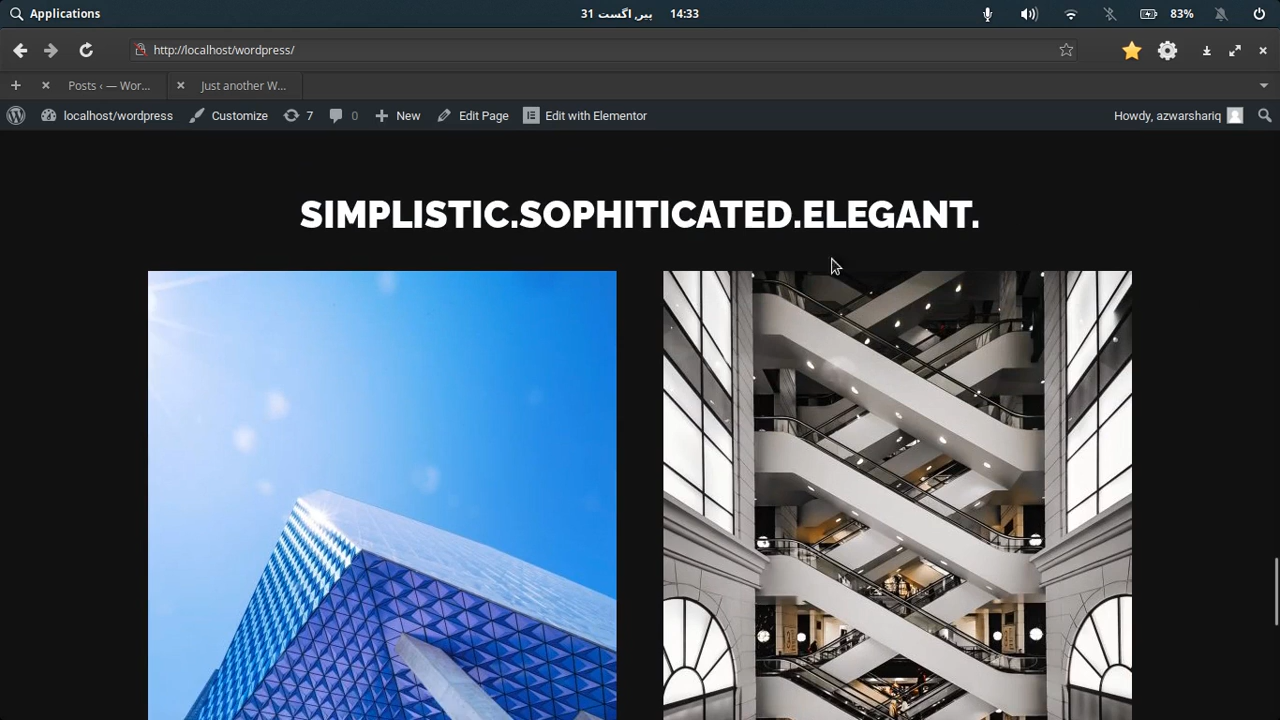 Applications
31 پیر, اگست 14:33
83%
http://localhost/wordpress/
Posts ‹ — Wor...
Just another W...
localhost/wordpress
Customize
7
0
New
Edit Page
Edit with Elementor
Howdy, azwarshariq
SIMPLISTIC.SOPHITICATED.ELEGANT.